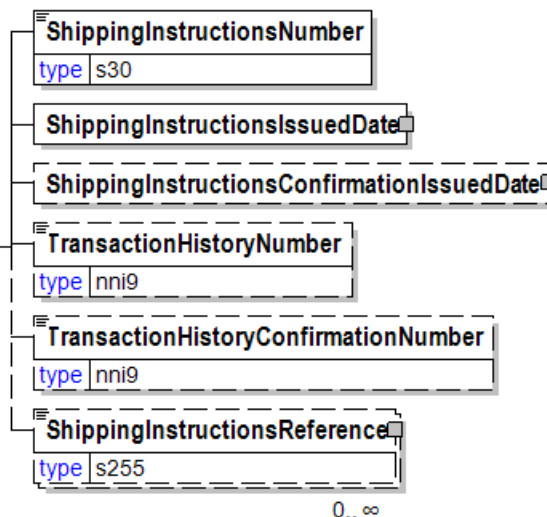 ShippingInstructionsNumber
type s30
ShippingInstructionsIssuedDate
ShippingInstructionsConfirmationIssuedDate
TransactionHistoryNumber
type nni9
TransactionHistoryConfirmationNumber
type nni9
ShippingInstructionsReference
type s255
0..∞